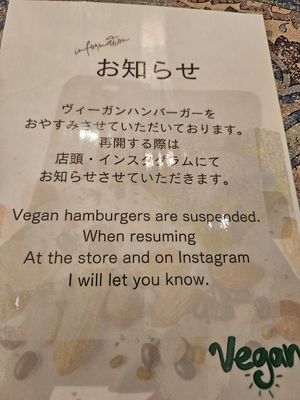 information
お知らせ
ヴィーガンハンバーガーを
おやすみさせていただいております。
再開する際は
店頭・インスタグラムにて
お知らせさせていただきます。
Vegan hamburgers are suspended.
When resuming
At the store and on Instagram
I will let you know.
Vegan